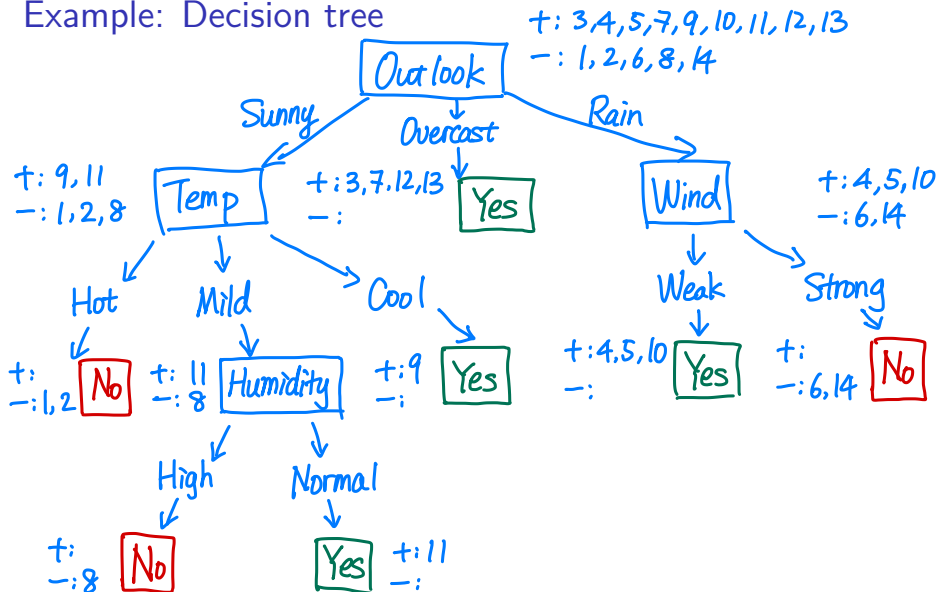 Example: Decision tree
+: 3,4,5,7,9,10,11,12,13
-: 1,2,6,8,14
Outlook
Sunny
Overcast
Rain
+: 9,11
-: 1,2,8
Temp
+:3,7,12,13
-:
Yes
Wind
+:4,5,10
-:6,14
Hot
Mild
Cool
Weak
Strong
+:
-:1,2
No
+: 11
-: 8
Humidity
+:9
-:
Yes
+:4,5,10
-:
Yes
+:
-:6,14
No
High
Normal
+:
-:8
No
Yes
+:11
-: